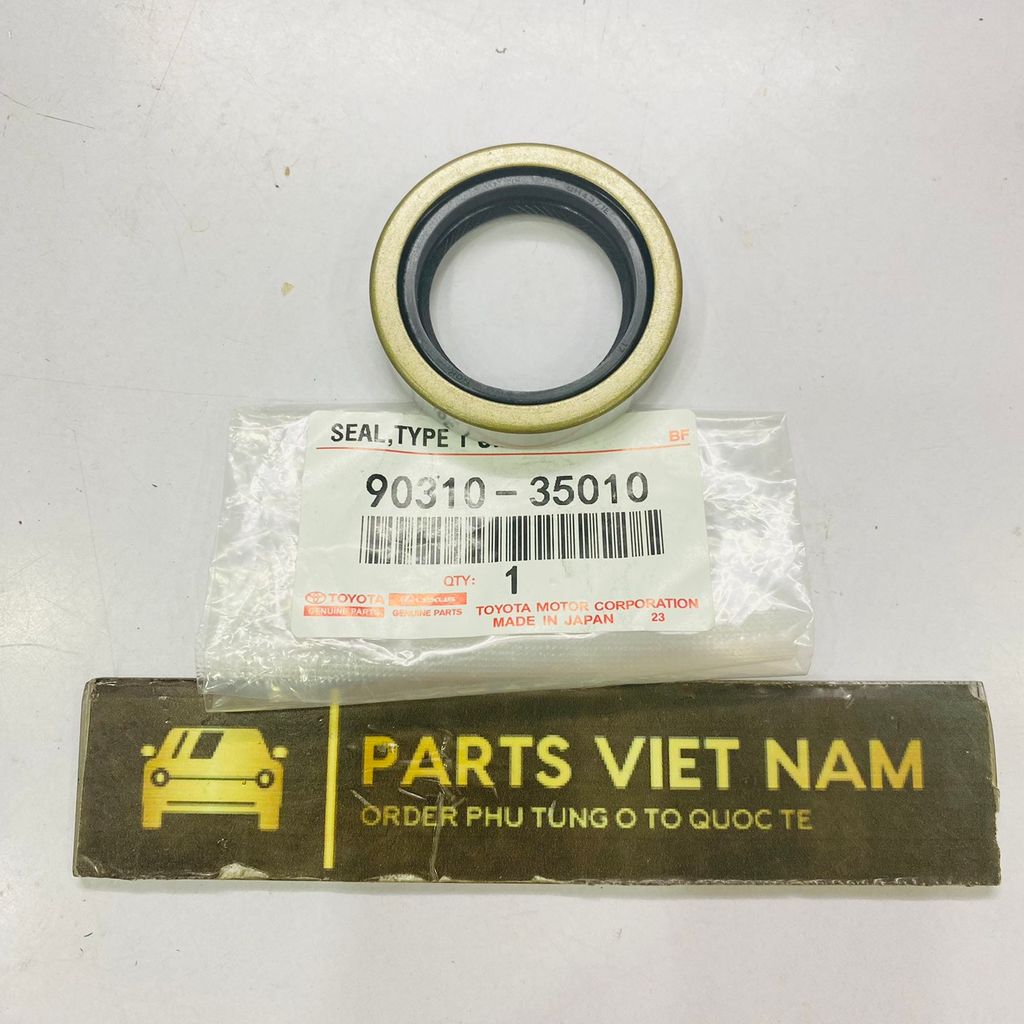 SEAL,TYPE T
BF
90310-35010
QTY: 1
TOYOTA
GENUINE PARTS
LEXUS
GENUINE PARTS
TOYOTA MOTOR CORPORATION
MADE IN JAPAN 23
PARTS VIET NAM
ORDER PHU TUNG O TO QUOC TE